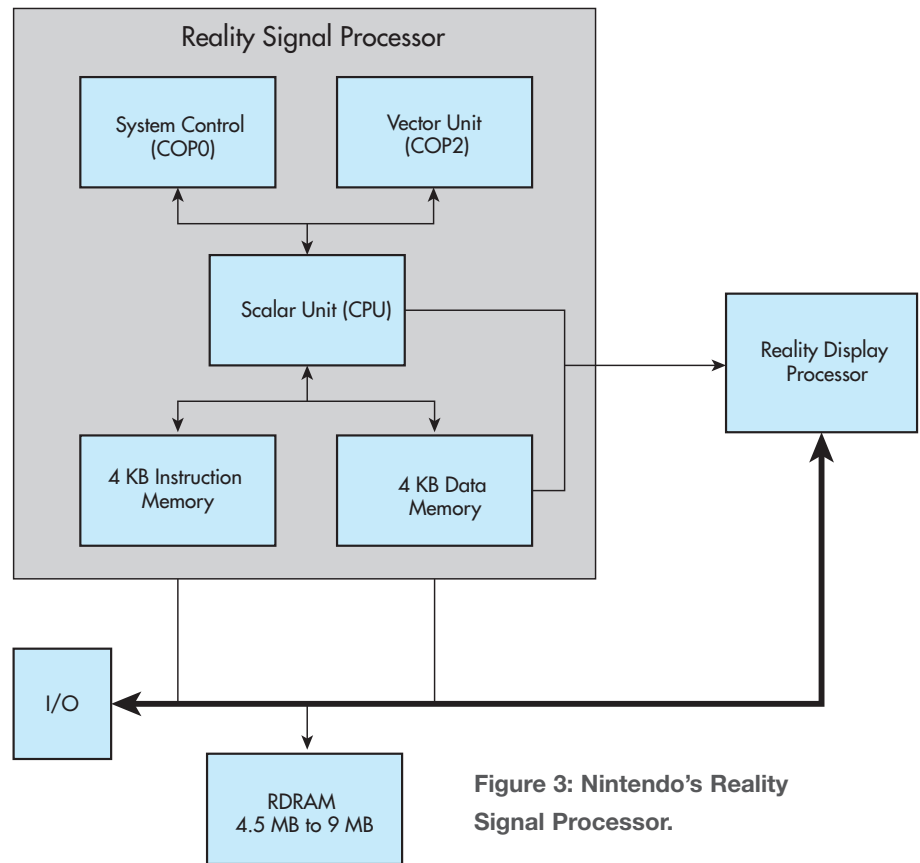 Reality Signal Processor
System Control
(COP0)
Vector Unit
(COP2)
Scalar Unit (CPU)
Reality Display
Processor
4 KB Instruction
Memory
4 KB Data
Memory
I/O
RDRAM
4.5 MB to 9 MB
Figure 3: Nintendo’s Reality
Signal Processor.